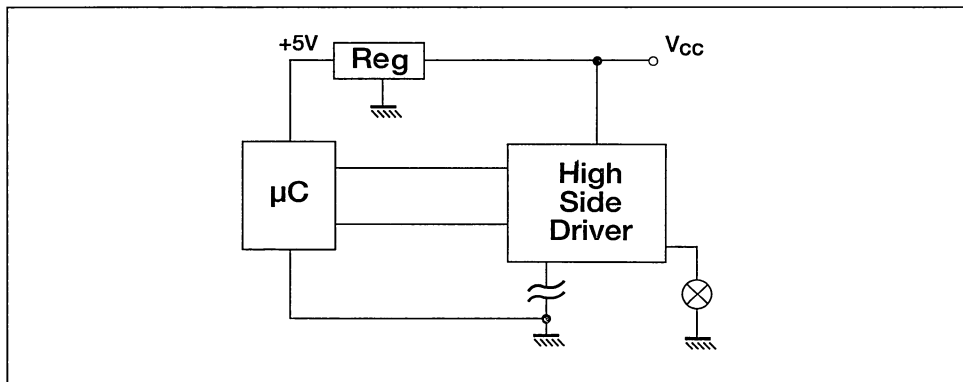 +5V
Reg
Vcc
µC
High
Side
Driver